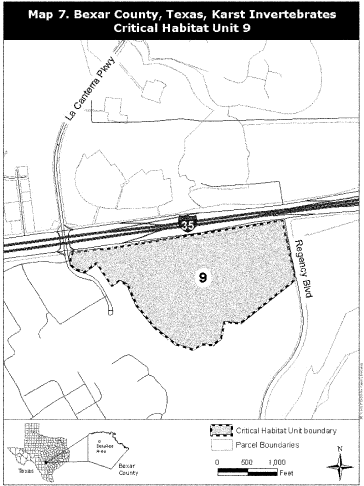 Map 7. Bexar County, Texas, Karst Invertebrates
Critical Habitat Unit 9
La Canterra Pkwy
35
9
Regency Blvd
Critical Habitat Unit boundary
Parcel Boundaries
0 500 1,000
Feet
Texas
Bexar
County
N